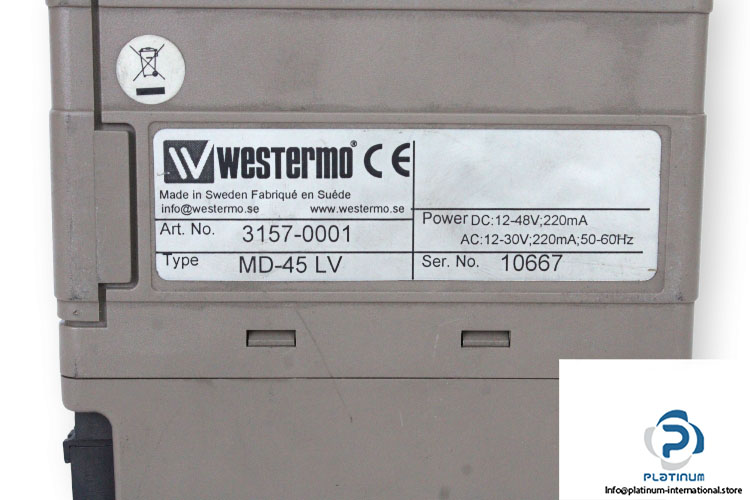 WESTERMO® CE
Made in Sweden Fabriqué en Suéde
info@westermo.se www.westermo.se
Art. No. 3157-0001
Type MD-45 LV
Power DC:12-48V;220mA
AC:12-30V;220mA;50-60Hz
Ser. No. 10667
PLATINUM
Info@platinum-international.store